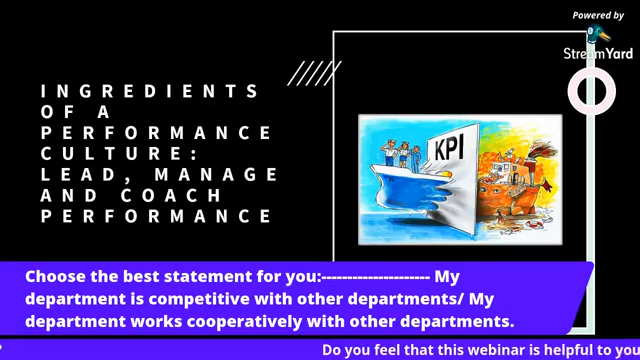 Powered by
StreamYard
INGREDIENTS
OF A
PERFORMANCE
CULTURE:
LEAD, MANAGE
AND COACH
PERFORMANCE
KPI
Choose the best statement for you:--------------------- My
department is competitive with other departments/ My
department works cooperatively with other departments.
? Do you feel that this webinar is helpful to you